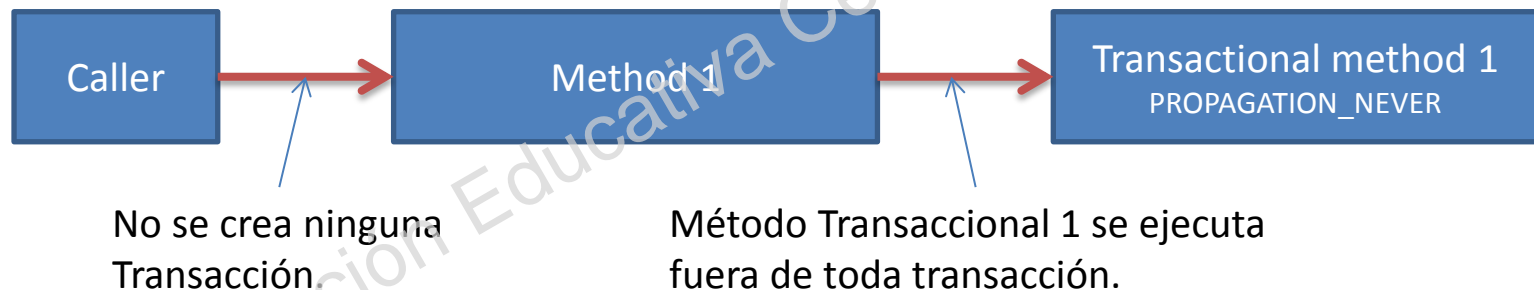 Caller
Method 1
Transactional method 1
PROPAGATION_NEVER
No se crea ninguna
Transacción.
Método Transaccional 1 se ejecuta
fuera de toda transacción.
Educativa